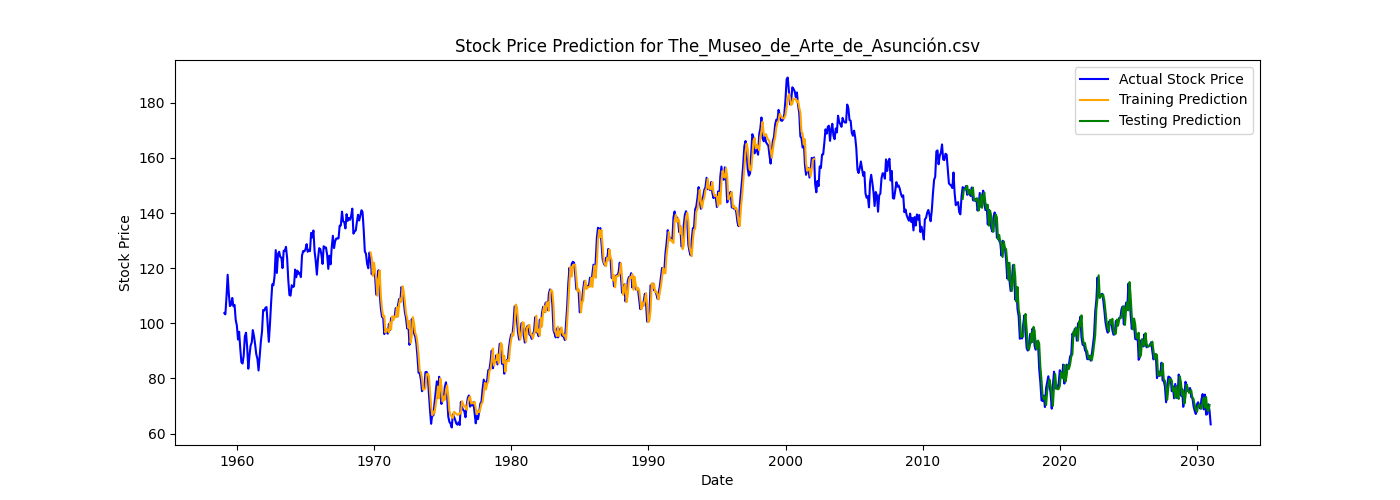 Stock Price Prediction for The_Museo_de_Arte_de_Asunción.csv
Actual Stock Price
Training Prediction
Testing Prediction
Stock Price
180
160
140
120
100
80
60
1960
1970
1980
1990
2000
2010
2020
2030
Date